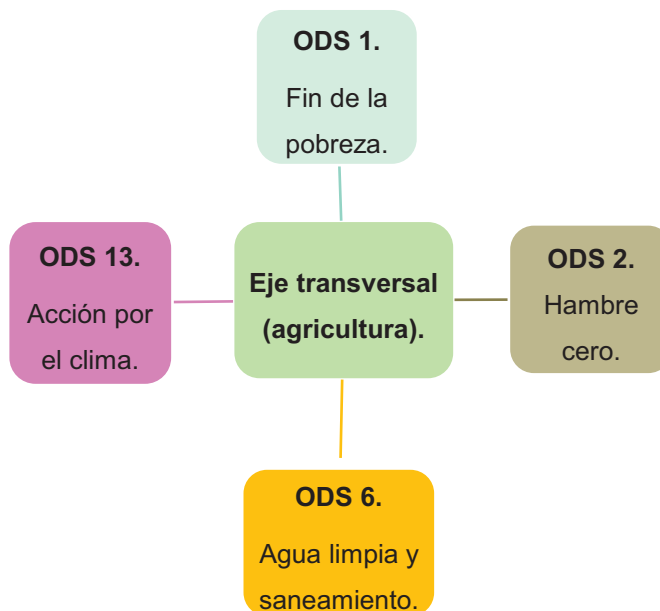 ODS 1.
Fin de la
pobreza.
ODS 13.
Acción por
el clima.
Eje transversal
(agricultura).
ODS 2.
Hambre
cero.
ODS 6.
Agua limpia y
saneamiento.